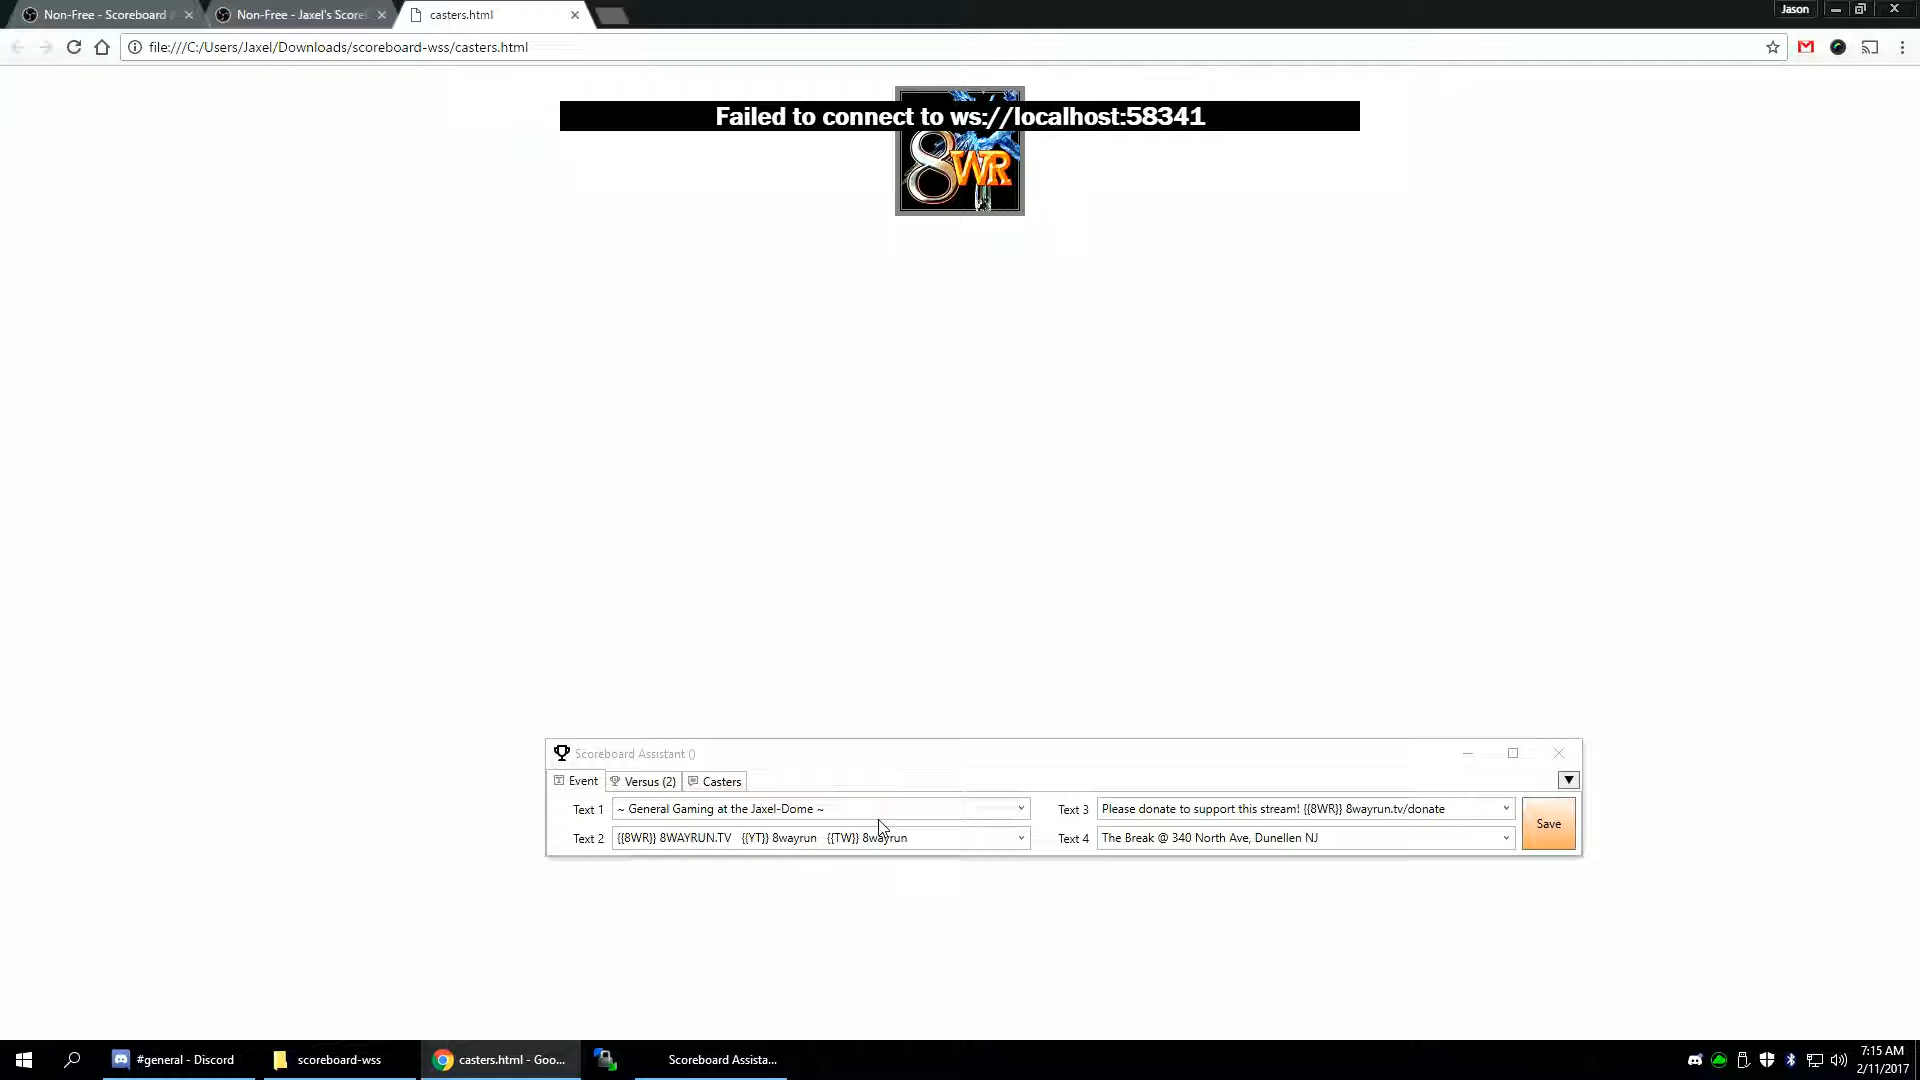 Non-Free - Scoreboard
Non-Free - Jaxel's Score
casters.html
Jason
file:///C:/Users/Jaxel/Downloads/scoreboard-wss/casters.html
Failed to connect to ws://localhost:58341
8WR
Scoreboard Assistant ()
Event
Versus (2)
Casters
Text 1
~ General Gaming at the Jaxel-Dome ~
Text 3
Please donate to support this stream! {{8WR}} 8wayrun.tv/donate
Save
Text 2
{{8WR}} 8WAYRUN.TV {{YT}} 8wayrun {{TW}} 8wayrun
Text 4
The Break @ 340 North Ave, Dunellen NJ
#general - Discord
scoreboard-wss
casters.html - Goo...
Scoreboard Assista...
7:15 AM
2/11/2017